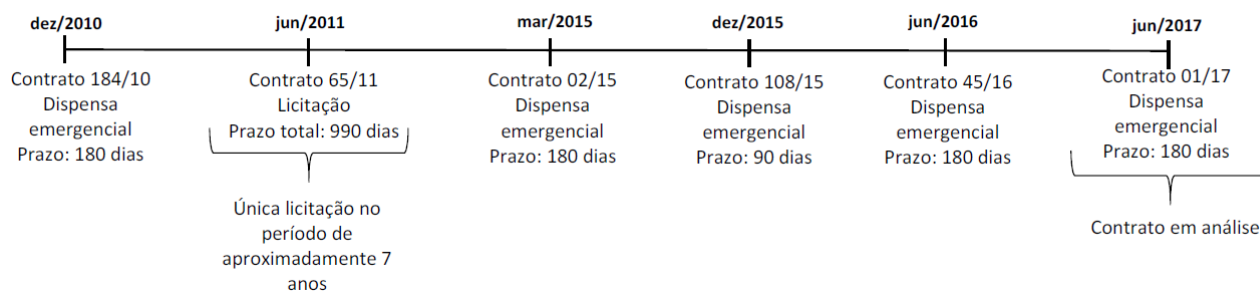 dez/2010
jun/2011
mar/2015
dez/2015
jun/2016
jun/2017
Contrato 184/10
Dispensa
emergencial
Prazo: 180 dias
Contrato 65/11
Licitação
Prazo total: 990 dias
Única licitação no
período de
aproximadamente 7
anos
Contrato 02/15
Dispensa
emergencial
Prazo: 180 dias
Contrato 108/15
Dispensa
emergencial
Prazo: 90 dias
Contrato 45/16
Dispensa
emergencial
Prazo: 180 dias
Contrato 01/17
Dispensa
emergencial
Prazo: 180 dias
Contrato em análise